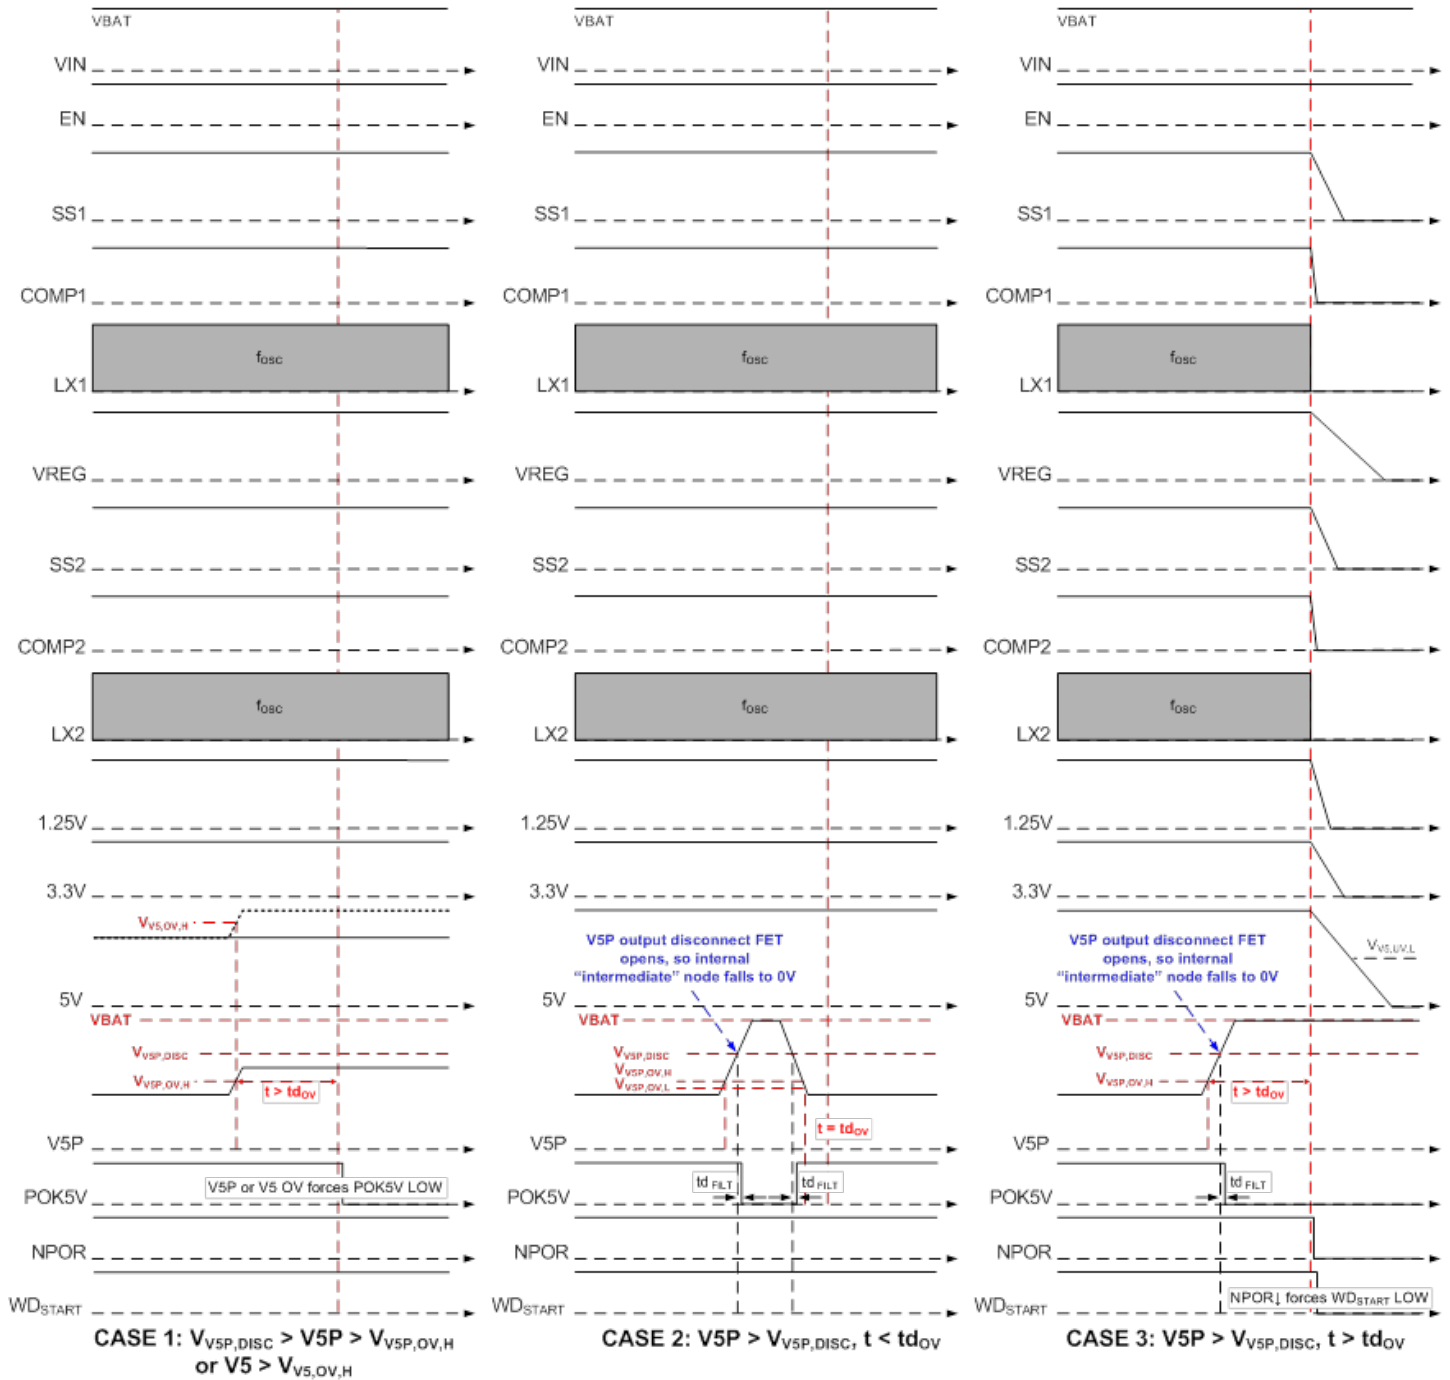 VBAT
VIN
EN
SS1
COMP1
fOSC
LX1
VREG
SS2
COMP2
fOSC
LX2
1.25V
3.3V
VV5,OV,H
5V
VBAT
VV5P,DISC
VV5P,OV,H
t > tdOV
V5P
V5P or V5 OV forces POK5V LOW
POK5V
NPOR
WDSTART
CASE 1: VV5P,DISC > V5P > VV5P,OV,H
or V5 > VV5,OV,H
VBAT
VIN
EN
SS1
COMP1
fOSC
LX1
VREG
SS2
COMP2
fOSC
LX2
1.25V
3.3V
V5P output disconnect FET
opens, so internal
“intermediate” node falls to 0V
5V
VBAT
VV5P,DISC
VV5P,OV,H
VV5P,OV,L
t = tdOV
V5P
td FILT
td FILT
POK5V
NPOR
WDSTART
CASE 2: V5P > VV5P,DISC, t < tdOV
VBAT
VIN
EN
SS1
COMP1
fOSC
LX1
VREG
SS2
COMP2
fOSC
LX2
1.25V
3.3V
V5P output disconnect FET
opens, so internal
“intermediate” node falls to 0V
VV5,UV,L
5V
VBAT
VV5P,DISC
VV5P,OV,H
t > tdOV
V5P
td FILT
POK5V
NPOR
NPOR↓ forces WDSTART LOW
WDSTART
CASE 3: V5P > VV5P,DISC, t > tdOV